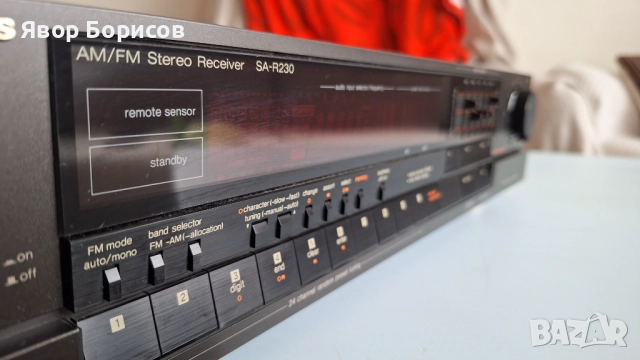 Явор Борисов
S
AM/FM Stereo Receiver SA-R230
remote sensor
standby
character (-slow -fast)
tuning (-manual-auto)
change
FM mode
auto/mono
band selector
FM -AM (-allocation)
on
off
1
2
3
digit
4
end
clear
24 channel random preset tuning
BAZAR.bg